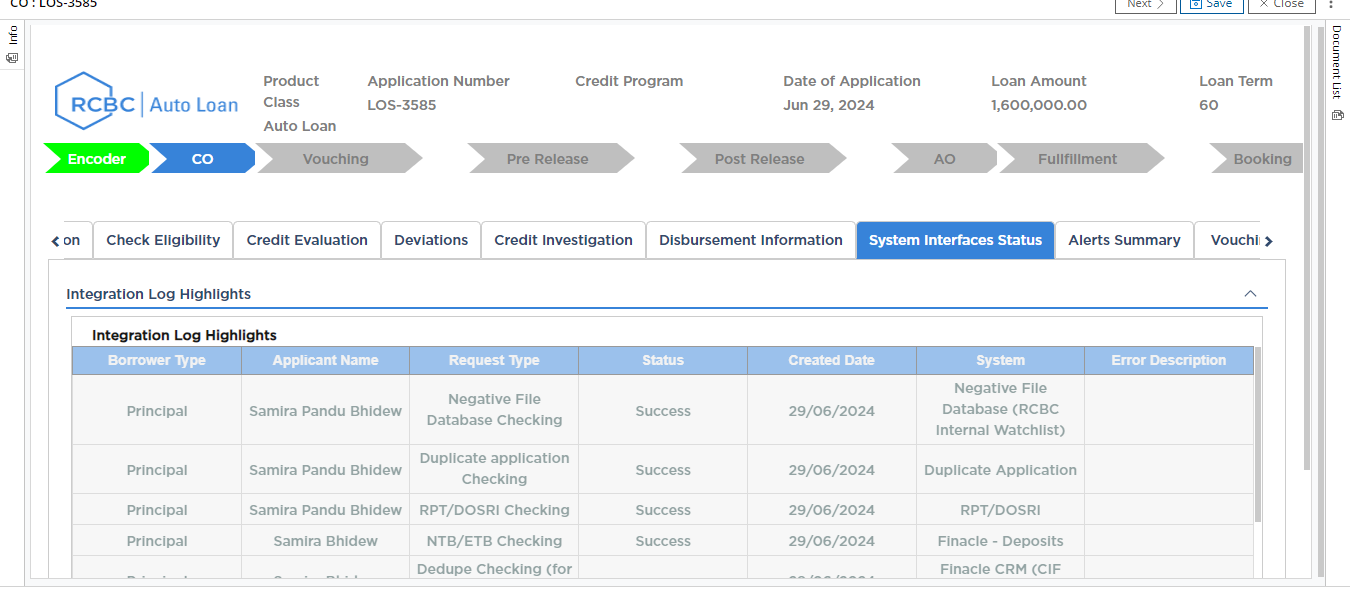 CO : LOS-3585
Next
Save
Close
Info
Document List
RCBC Auto Loan
Product Class
Auto Loan
Application Number
LOS-3585
Credit Program
Date of Application
Jun 29, 2024
Loan Amount
1,600,000.00
Loan Term
60
Encoder
CO
Vouching
Pre Release
Post Release
AO
Fullfillment
Booking
on
Check Eligibility
Credit Evaluation
Deviations
Credit Investigation
Disbursement Information
System Interfaces Status
Alerts Summary
Vouchi
Integration Log Highlights
Integration Log Highlights
Borrower Type Applicant Name Request Type Status Created Date System Error Description
Principal Samira Pandu Bhidew Negative File Database Checking Success 29/06/2024 Negative File Database (RCBC Internal Watchlist)
Principal Samira Pandu Bhidew Duplicate application Checking Success 29/06/2024 Duplicate Application
Principal Samira Pandu Bhidew RPT/DOSRI Checking Success 29/06/2024 RPT/DOSRI
Principal Samira Bhidew NTB/ETB Checking Success 29/06/2024 Finacle - Deposits
Dedupe Checking (for Finacle CRM (CIF